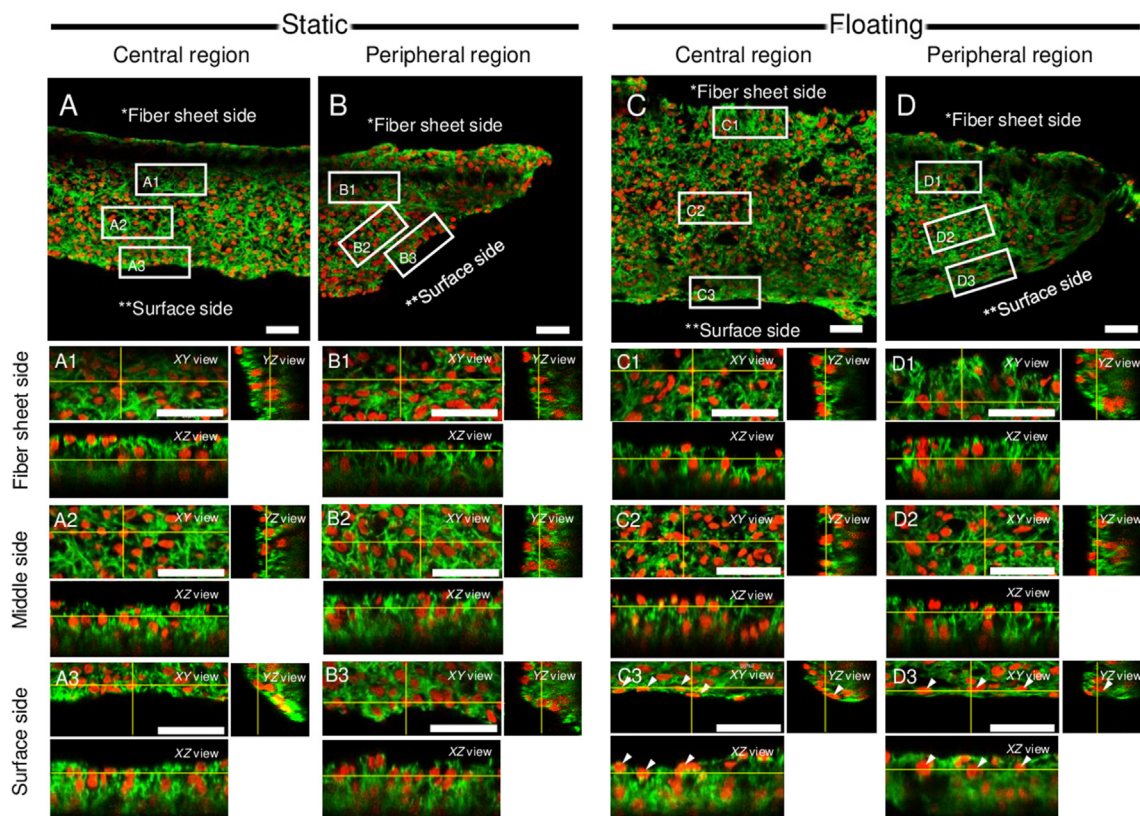 Static
Floating
Central region
Peripheral region
Central region
Peripheral region
A
*Fiber sheet side
A1
A2
A3
**Surface side
B
*Fiber sheet side
B1
B2
B3
**Surface side
C
*Fiber sheet side
C1
C2
C3
**Surface side
D
*Fiber sheet side
D1
D2
D3
**Surface side
Fiber sheet side
A1
XY view
YZ view
XZ view
B1
XY view
YZ view
XZ view
C1
XY view
YZ view
XZ view
D1
XY view
YZ view
XZ view
Middle side
A2
XY view
YZ view
XZ view
B2
XY view
YZ view
XZ view
C2
XY view
YZ view
XZ view
D2
XY view
YZ view
XZ view
Surface side
A3
XY view
YZ view
XZ view
B3
XY view
YZ view
XZ view
C3
XY view
YZ view
XZ view
D3
XY view
YZ view
XZ view